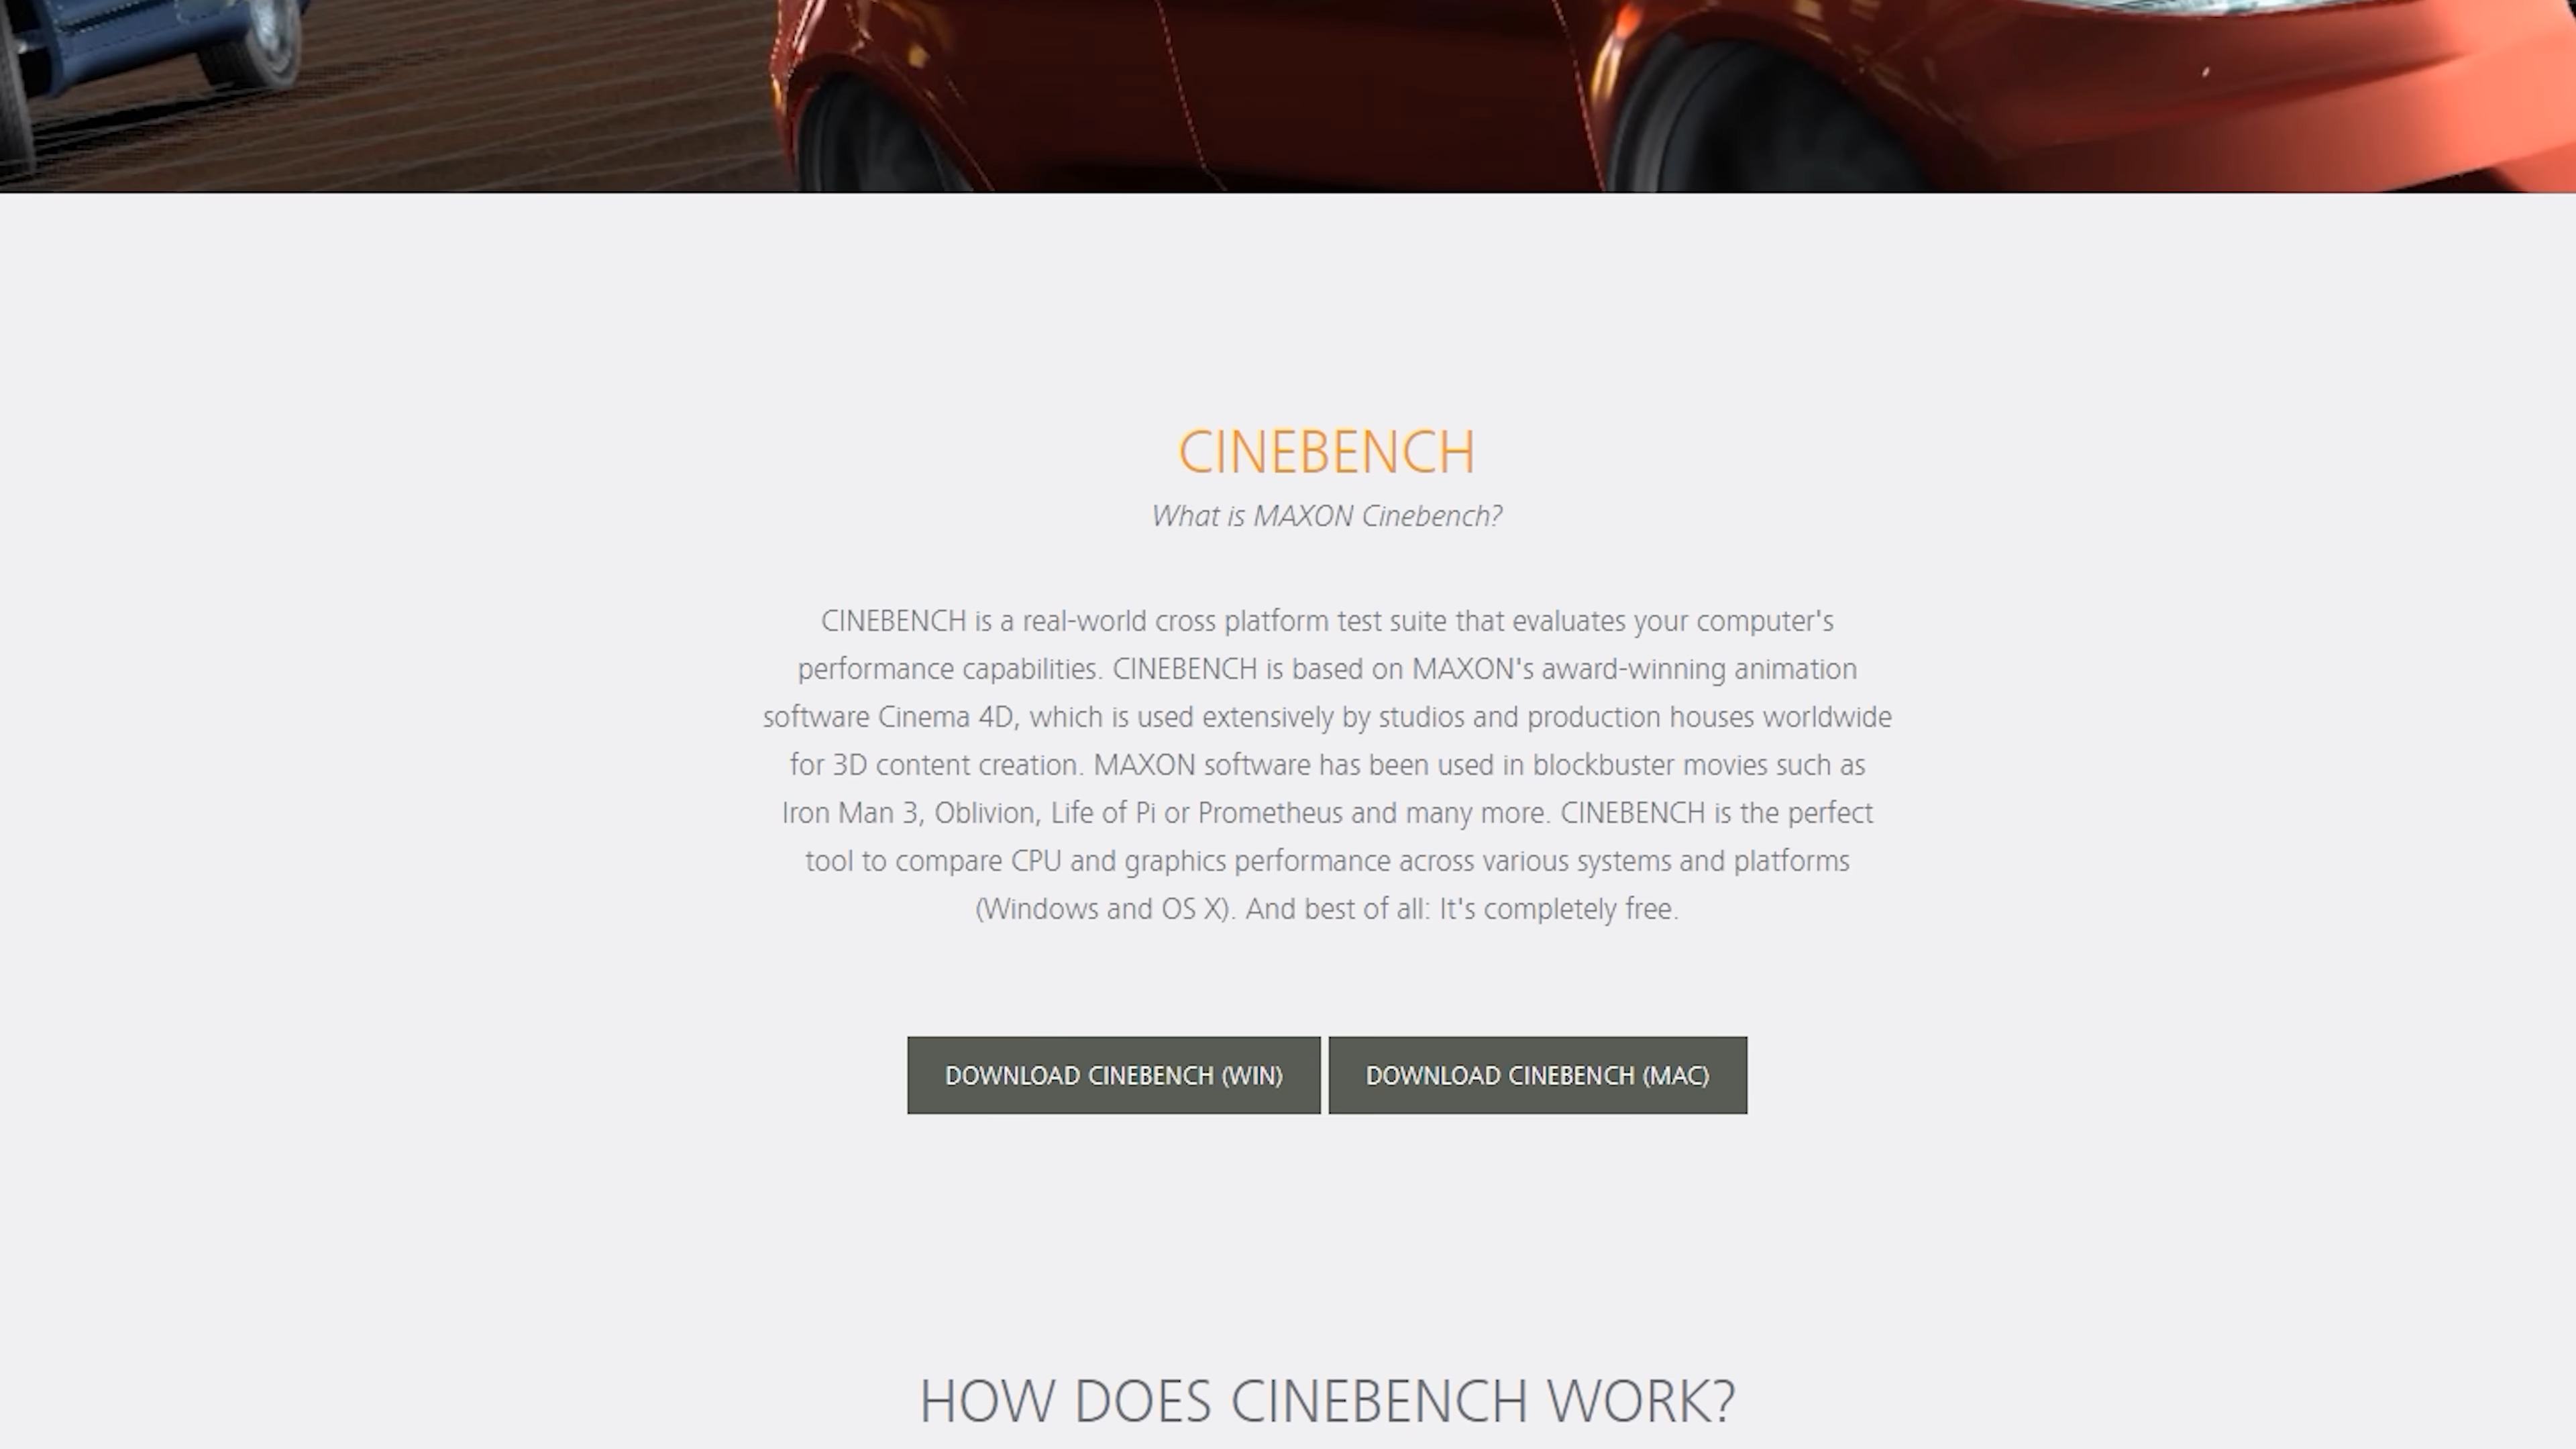 CINEBENCH
What is MAXON Cinebench?
CINEBENCH is a real-world cross platform test suite that evaluates your computer's
performance capabilities. CINEBENCH is based on MAXON's award-winning animation
software Cinema 4D, which is used extensively by studios and production houses worldwide
for 3D content creation. MAXON software has been used in blockbuster movies such as
Iron Man 3, Oblivion, Life of Pi or Prometheus and many more. CINEBENCH is the perfect
tool to compare CPU and graphics performance across various systems and platforms
(Windows and OS X). And best of all: It's completely free.
DOWNLOAD CINEBENCH (WIN) DOWNLOAD CINEBENCH (MAC)
HOW DOES CINEBENCH WORK?